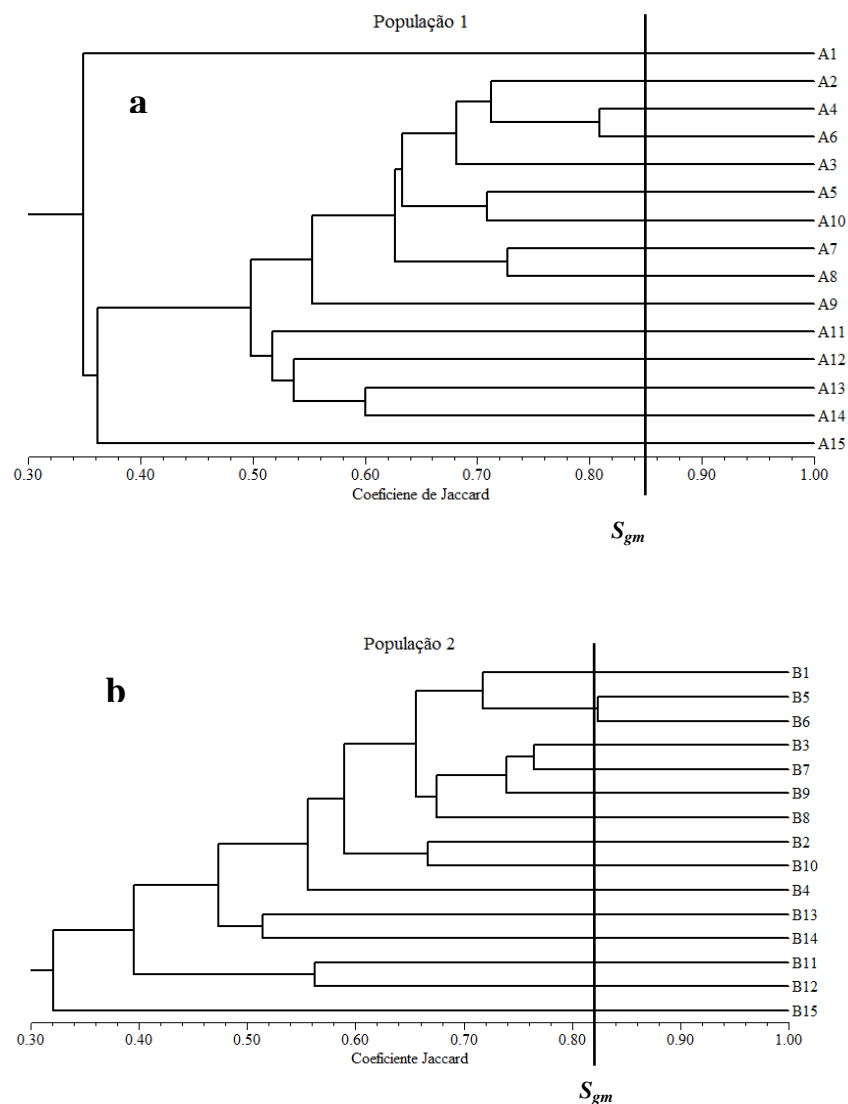 População 1
a
A1
A2
A4
A6
A3
A5
A10
A7
A8
A9
A11
A12
A13
A14
A15
0.30 0.40 0.50 0.60 0.70 0.80 0.90 1.00
Coeficiene de Jaccard
Sgm
População 2
b
B1
B5
B6
B3
B7
B9
B8
B2
B10
B4
B13
B14
B11
B12
B15
0.30 0.40 0.50 0.60 0.70 0.80 0.90 1.00
Coeficiente Jaccard
Sgm